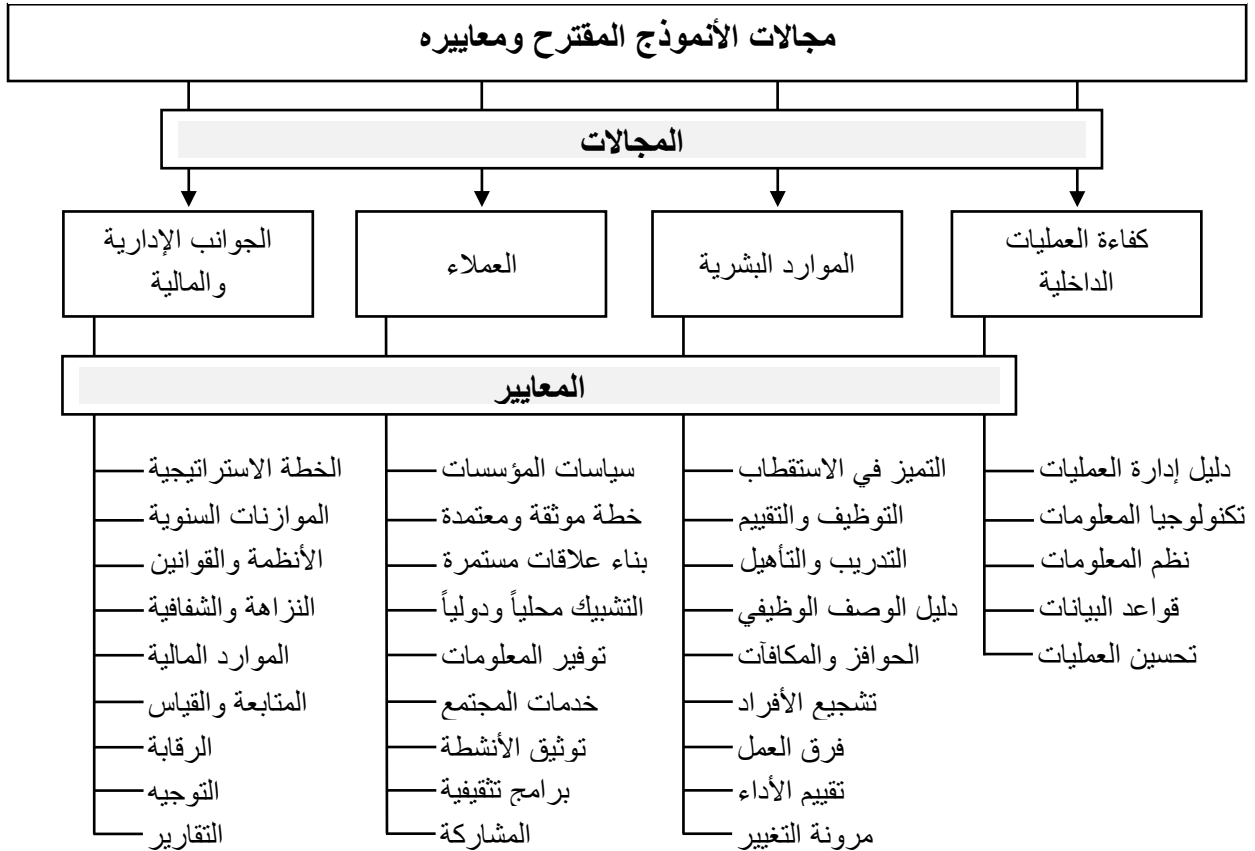 مجالات الأنموذج المقترح ومعاييره
المجالات
كفاءة العمليات
الداخلية
الموارد البشرية
العملاء
الجوانب الإدارية
والمالية
المعايير
دليل إدارة العمليات
تكنولوجيا المعلومات
نظم المعلومات
قواعد البيانات
تحسين العمليات
التميز في الاستقطاب
التوظيف والتقييم
التدريب والتأهيل
دليل الوصف الوظيفي
الحوافز والمكافآت
تشجيع الأفراد
فرق العمل
تقييم الأداء
مرونة التغيير
سياسات المؤسسات
خطة موثقة ومعتمدة
بناء علاقات مستمرة
التشبيك محلياً ودولياً
توفير المعلومات
خدمات المجتمع
توثيق الأنشطة
برامج تثقيفية
المشاركة
الخطة الاستراتيجية
الموازنات السنوية
الأنظمة والقوانين
النزاهة والشفافية
الموارد المالية
المتابعة والقياس
الرقابة
التوجيه
التقارير